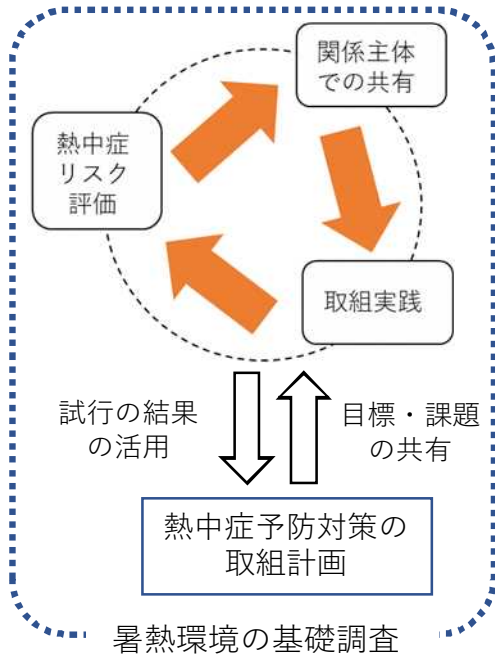 関係主体
での共有
熱中症
リスク
評価
取組実践
試行の結果
の活用
目標・課題
の共有
熱中症予防対策の
取組計画
暑熱環境の基礎調査